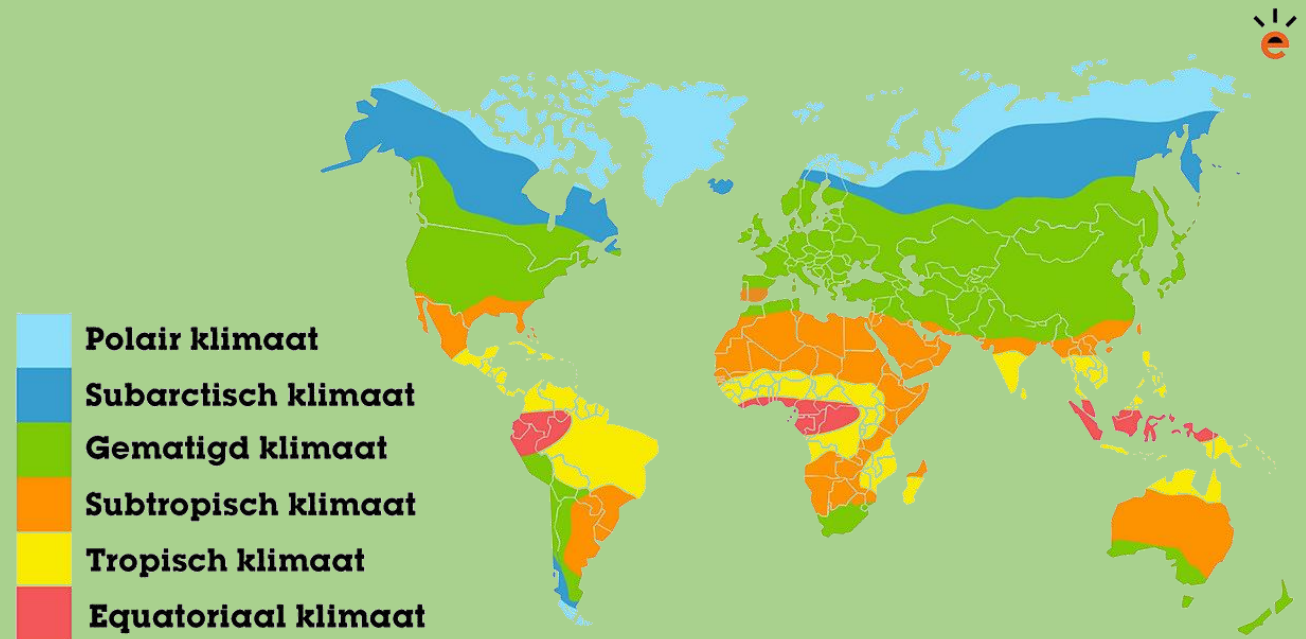 e
Polair klimaat
Subarctisch klimaat
Gematigd klimaat
Subtropisch klimaat
Tropisch klimaat
Equatoriaal klimaat